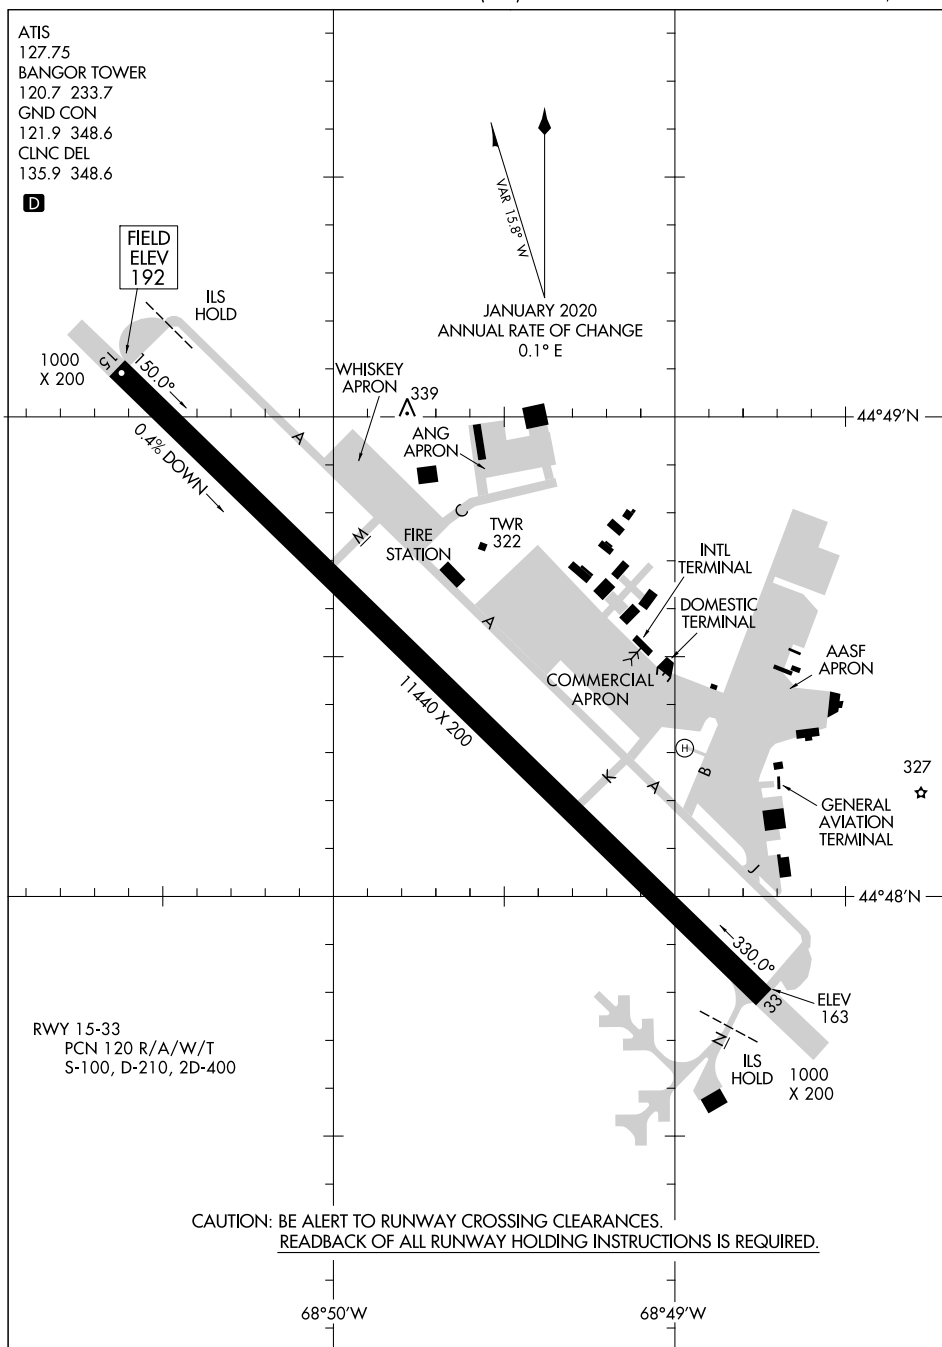 ATIS
127.75
BANGOR TOWER
120.7 233.7
GND CON
121.9 348.6
CLNC DEL
135.9 348.6
D
VAR 15.8° W
JANUARY 2020
ANNUAL RATE OF CHANGE
0.1° E
FIELD
ELEV
192
ILS
HOLD
1000
X 200
15
150.0°
0.4% DOWN
A
WHISKEY
APRON
339
ANG
APRON
44°49'N
M
C
FIRE
STATION
TWR
322
A
INTL
TERMINAL
DOMESTIC
TERMINAL
COMMERCIAL
APRON
AASF
APRON
11440 X 200
H
K
A
B
327
GENERAL
AVIATION
TERMINAL
J
44°48'N
330.0°
33
ELEV
163
N
ILS
HOLD
1000
X 200
RWY 15-33
PCN 120 R/A/W/T
S-100, D-210, 2D-400
CAUTION: BE ALERT TO RUNWAY CROSSING CLEARANCES.
READBACK OF ALL RUNWAY HOLDING INSTRUCTIONS IS REQUIRED.
68°50'W
68°49'W